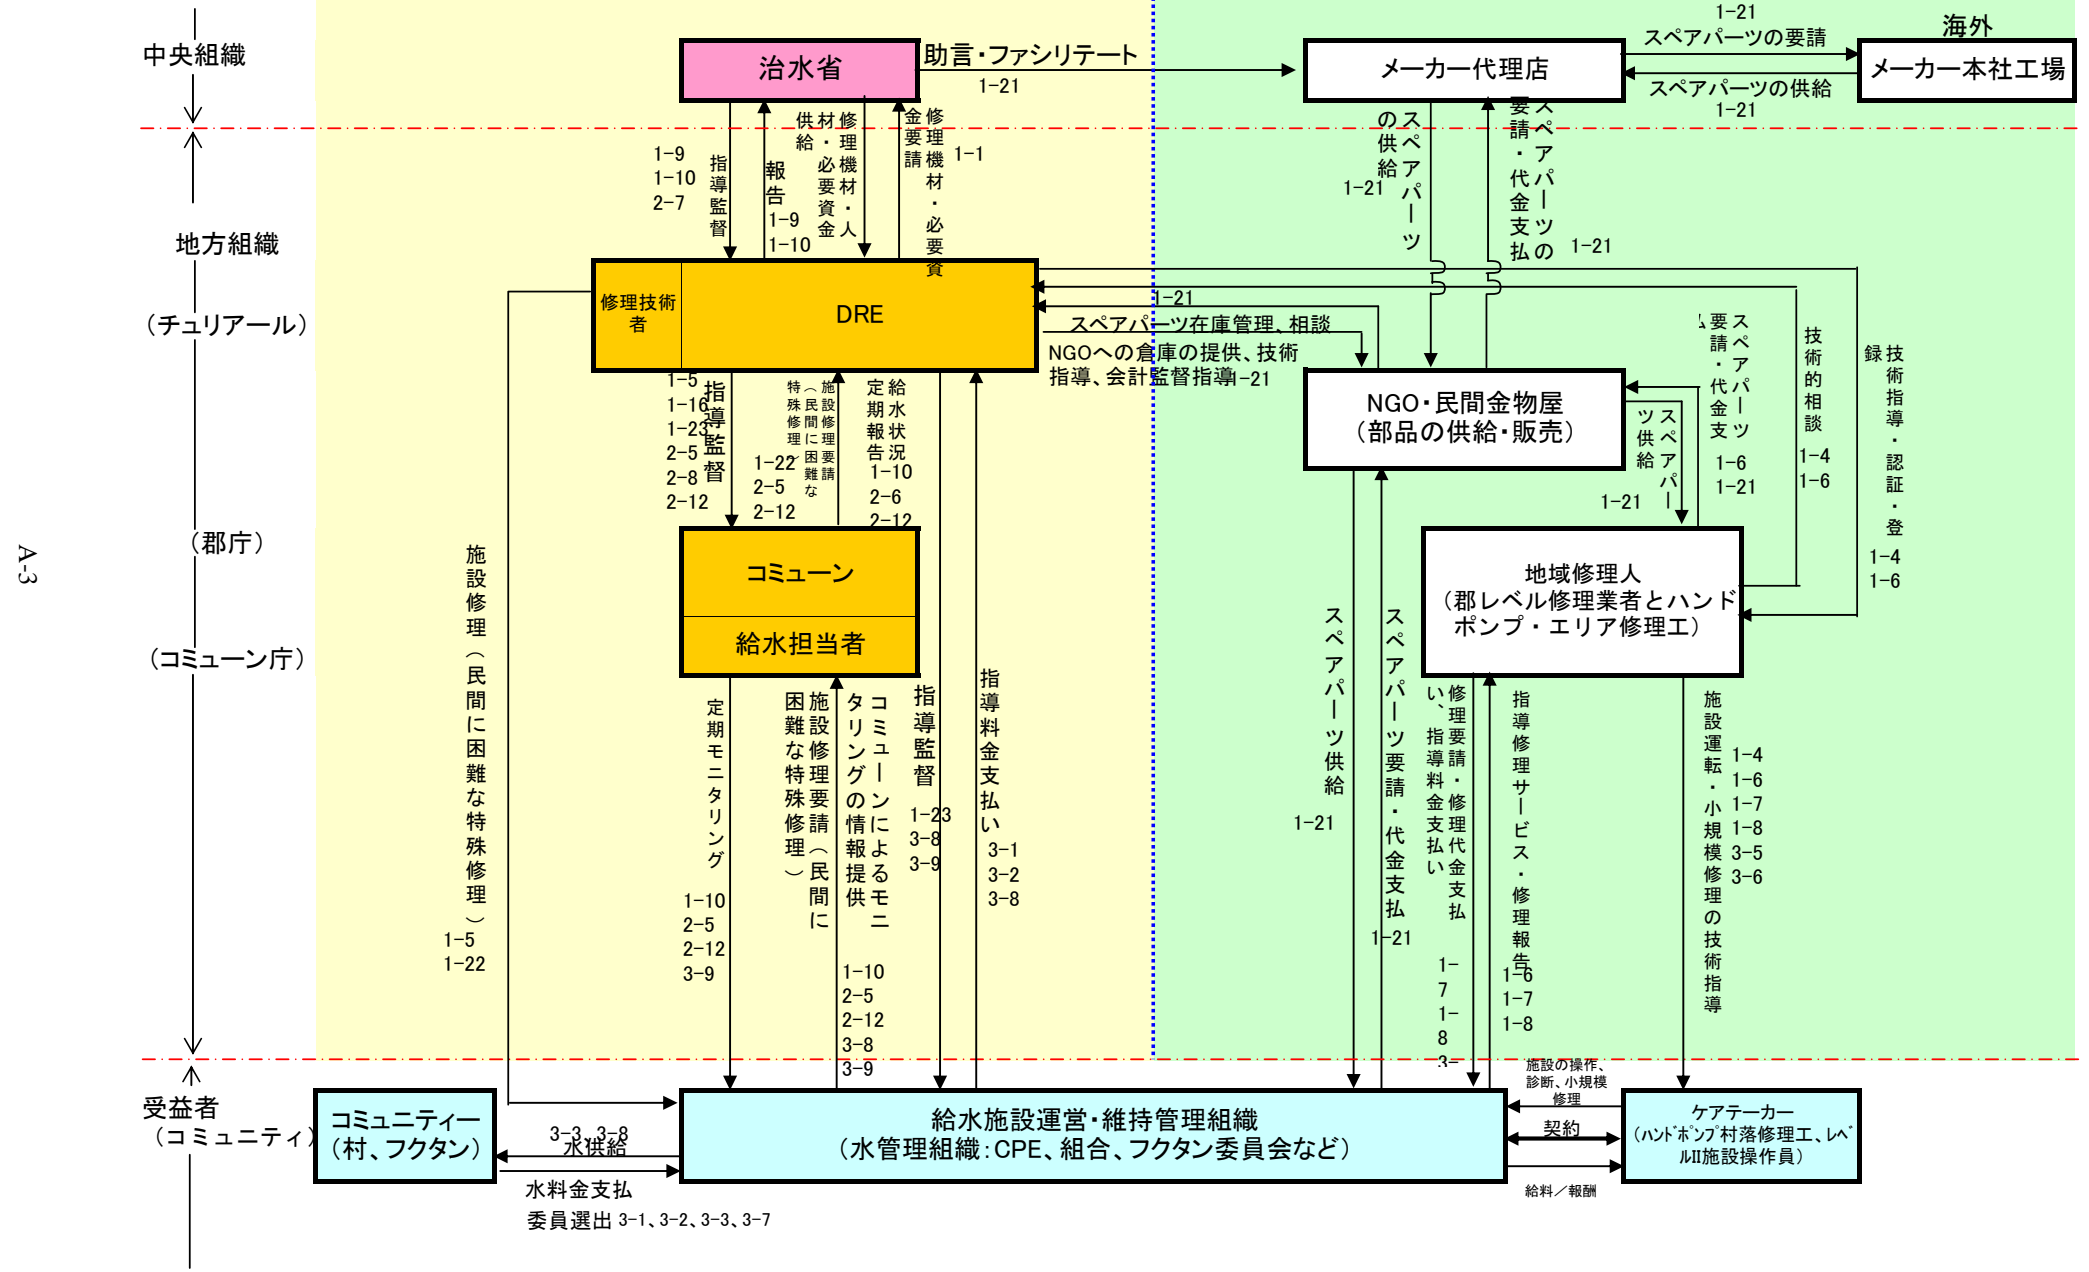 中央組織
治水省
助言・ファシリテート
1-21
メーカー代理店
1-21
スペアパーツの要請
スペアパーツの供給
1-21
海外
メーカー本社工場
地方組織
(チュリアール)
(郡庁)
(コミューン庁)
A-3
1-9
1-10
2-7
指導監督
報告
1-9
1-10
修理機材・人
材・必要資金
供給
修理機材・必要資
金要請
1-1
スペアパーツ
の供給
1-21
スペアパーツの
要請・代金支払
1-21
修理技術
者
DRE
1-21
スペアパーツ在庫管理、相談
NGOへの倉庫の提供、技術
指導、会計監督指導1-21
1-5
1-16
1-23
2-5
2-8
2-12
指導監督
施設修理要請
(民間に困難な
特殊修理)
1-22
2-5
2-12
給水状況
定期報告
1-10
2-6
2-12
NGO・民間金物屋
(部品の供給・販売)
スペアパー
ツ供給
1-21
スペアパーツ
要請・代金支
払
1-6
1-21
技術的相談
1-4
1-6
技術指導・認証・登
録
1-4
1-6
コミューン
給水担当者
地域修理人
(郡レベル修理業者とハンド
ポンプ・エリア修理工)
施設修理(民間に困難な特殊修理)
1-5
1-22
定期モニタリング
1-10
2-5
2-12
3-9
施設修理要請(民間に
困難な特殊修理)
コミューンによるモニ
タリングの情報提供
1-10
2-5
2-12
3-8
3-9
指導監督
1-23
3-8
3-9
指導料金支払い
3-1
3-2
3-8
スペアパーツ供給
1-21
スペアパーツ要請・代金支払
1-21
修理要請・修理代金支払
い、指導料金支払い
1-
7
1-
8
3-
指導修理サービス・修理報告
1-6
1-7
1-8
施設運転・小規模修理の技術指導
1-4
1-6
1-7
1-8
3-5
3-6
受益者
(コミュニティ)
コミュニティー
(村、フクタン)
3-3、3-8
水供給
水料金支払
委員選出 3-1、3-2、3-3、3-7
給水施設運営・維持管理組織
(水管理組織:CPE、組合、フクタン委員会など)
施設の操作、
診断、小規模
修理
契約
給料/報酬
ケアテーカー
(ハンドポンプ村落修理工、レベ
ルII施設操作員)